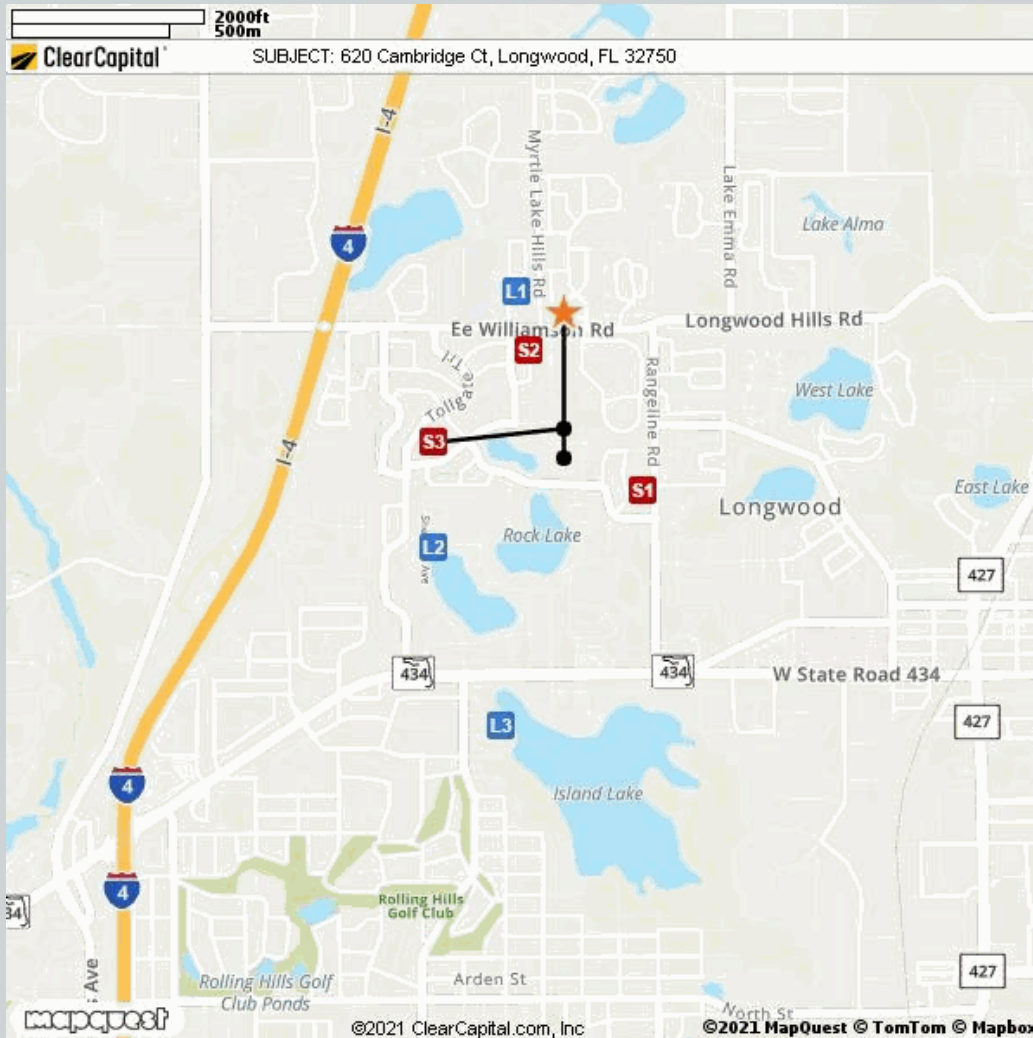 2000ft
500m
ClearCapital
SUBJECT: 620 Cambridge Ct, Longwood, FL 32750
I-4
Myrtle Lake Hills Rd
Lake Emma Rd
Lake Alma
4
L1
Ee Williamson Rd
Longwood Hills Rd
S2
Tollgate Trl
Rangeline Rd
West Lake
S3
I-4
S1
Longwood
East Lake
Rock Lake
L2
Ave
427
434
434
W State Road 434
L3
427
4
Island Lake
4
Rolling Hills
Golf Club
34
Ave
Rolling Hills Golf
Club Ponds
Arden St
427
North St
mapquest
©2021 ClearCapital.com, Inc
©2021 MapQuest © TomTom © Mapbox